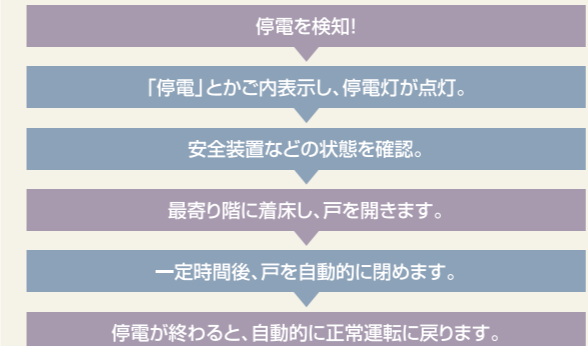 停電を検知!
「停電」とかご内表示し、停電灯が点灯。
安全装置などの状態を確認。
最寄り階に着床し、戸を開きます。
一定時間後、戸を自動的に閉めます。
停電が終わると、自動的に正常運転に戻ります。